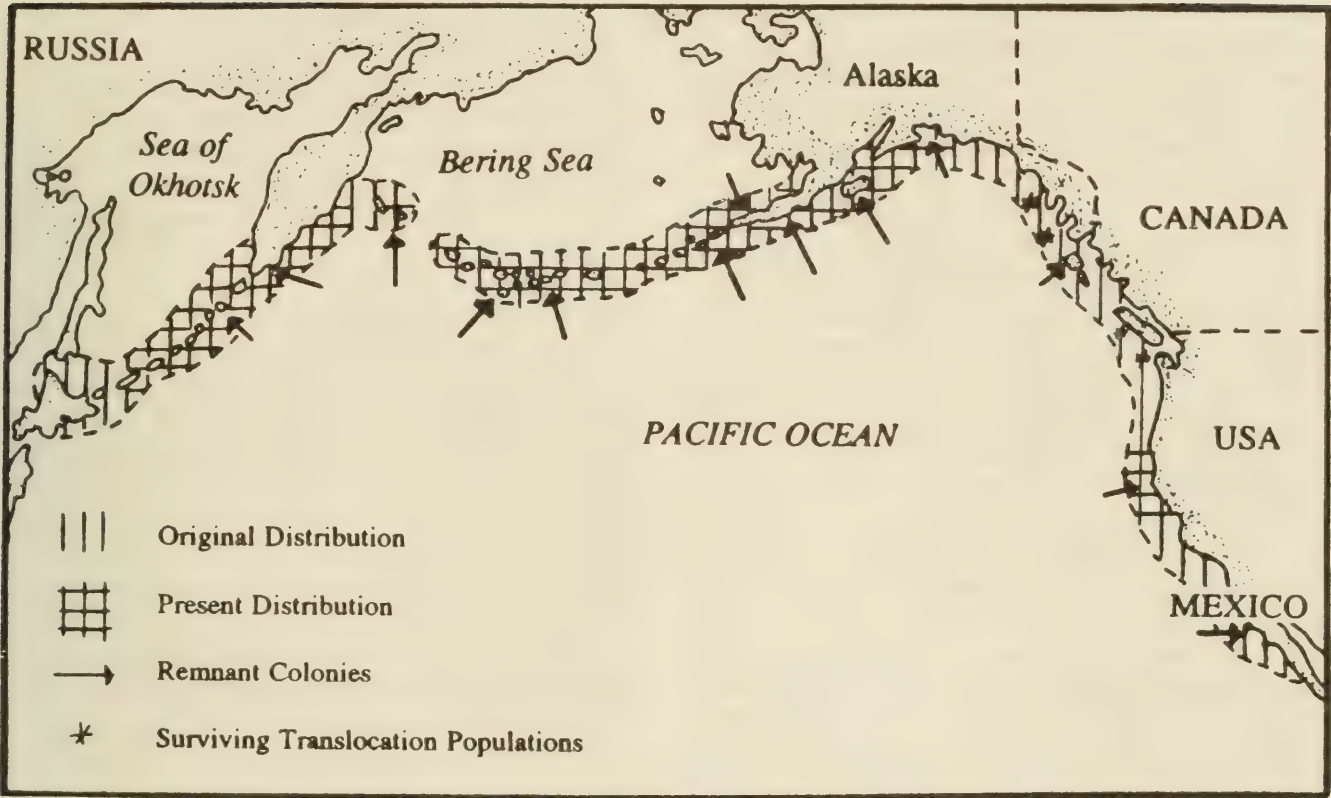 RUSSIA
Alaska
Sea of
Okhotsk
Bering Sea
CANADA
PACIFIC OCEAN
USA
MEXICO
Original Distribution
Present Distribution
Remnant Colonies
Surviving Translocation Populations